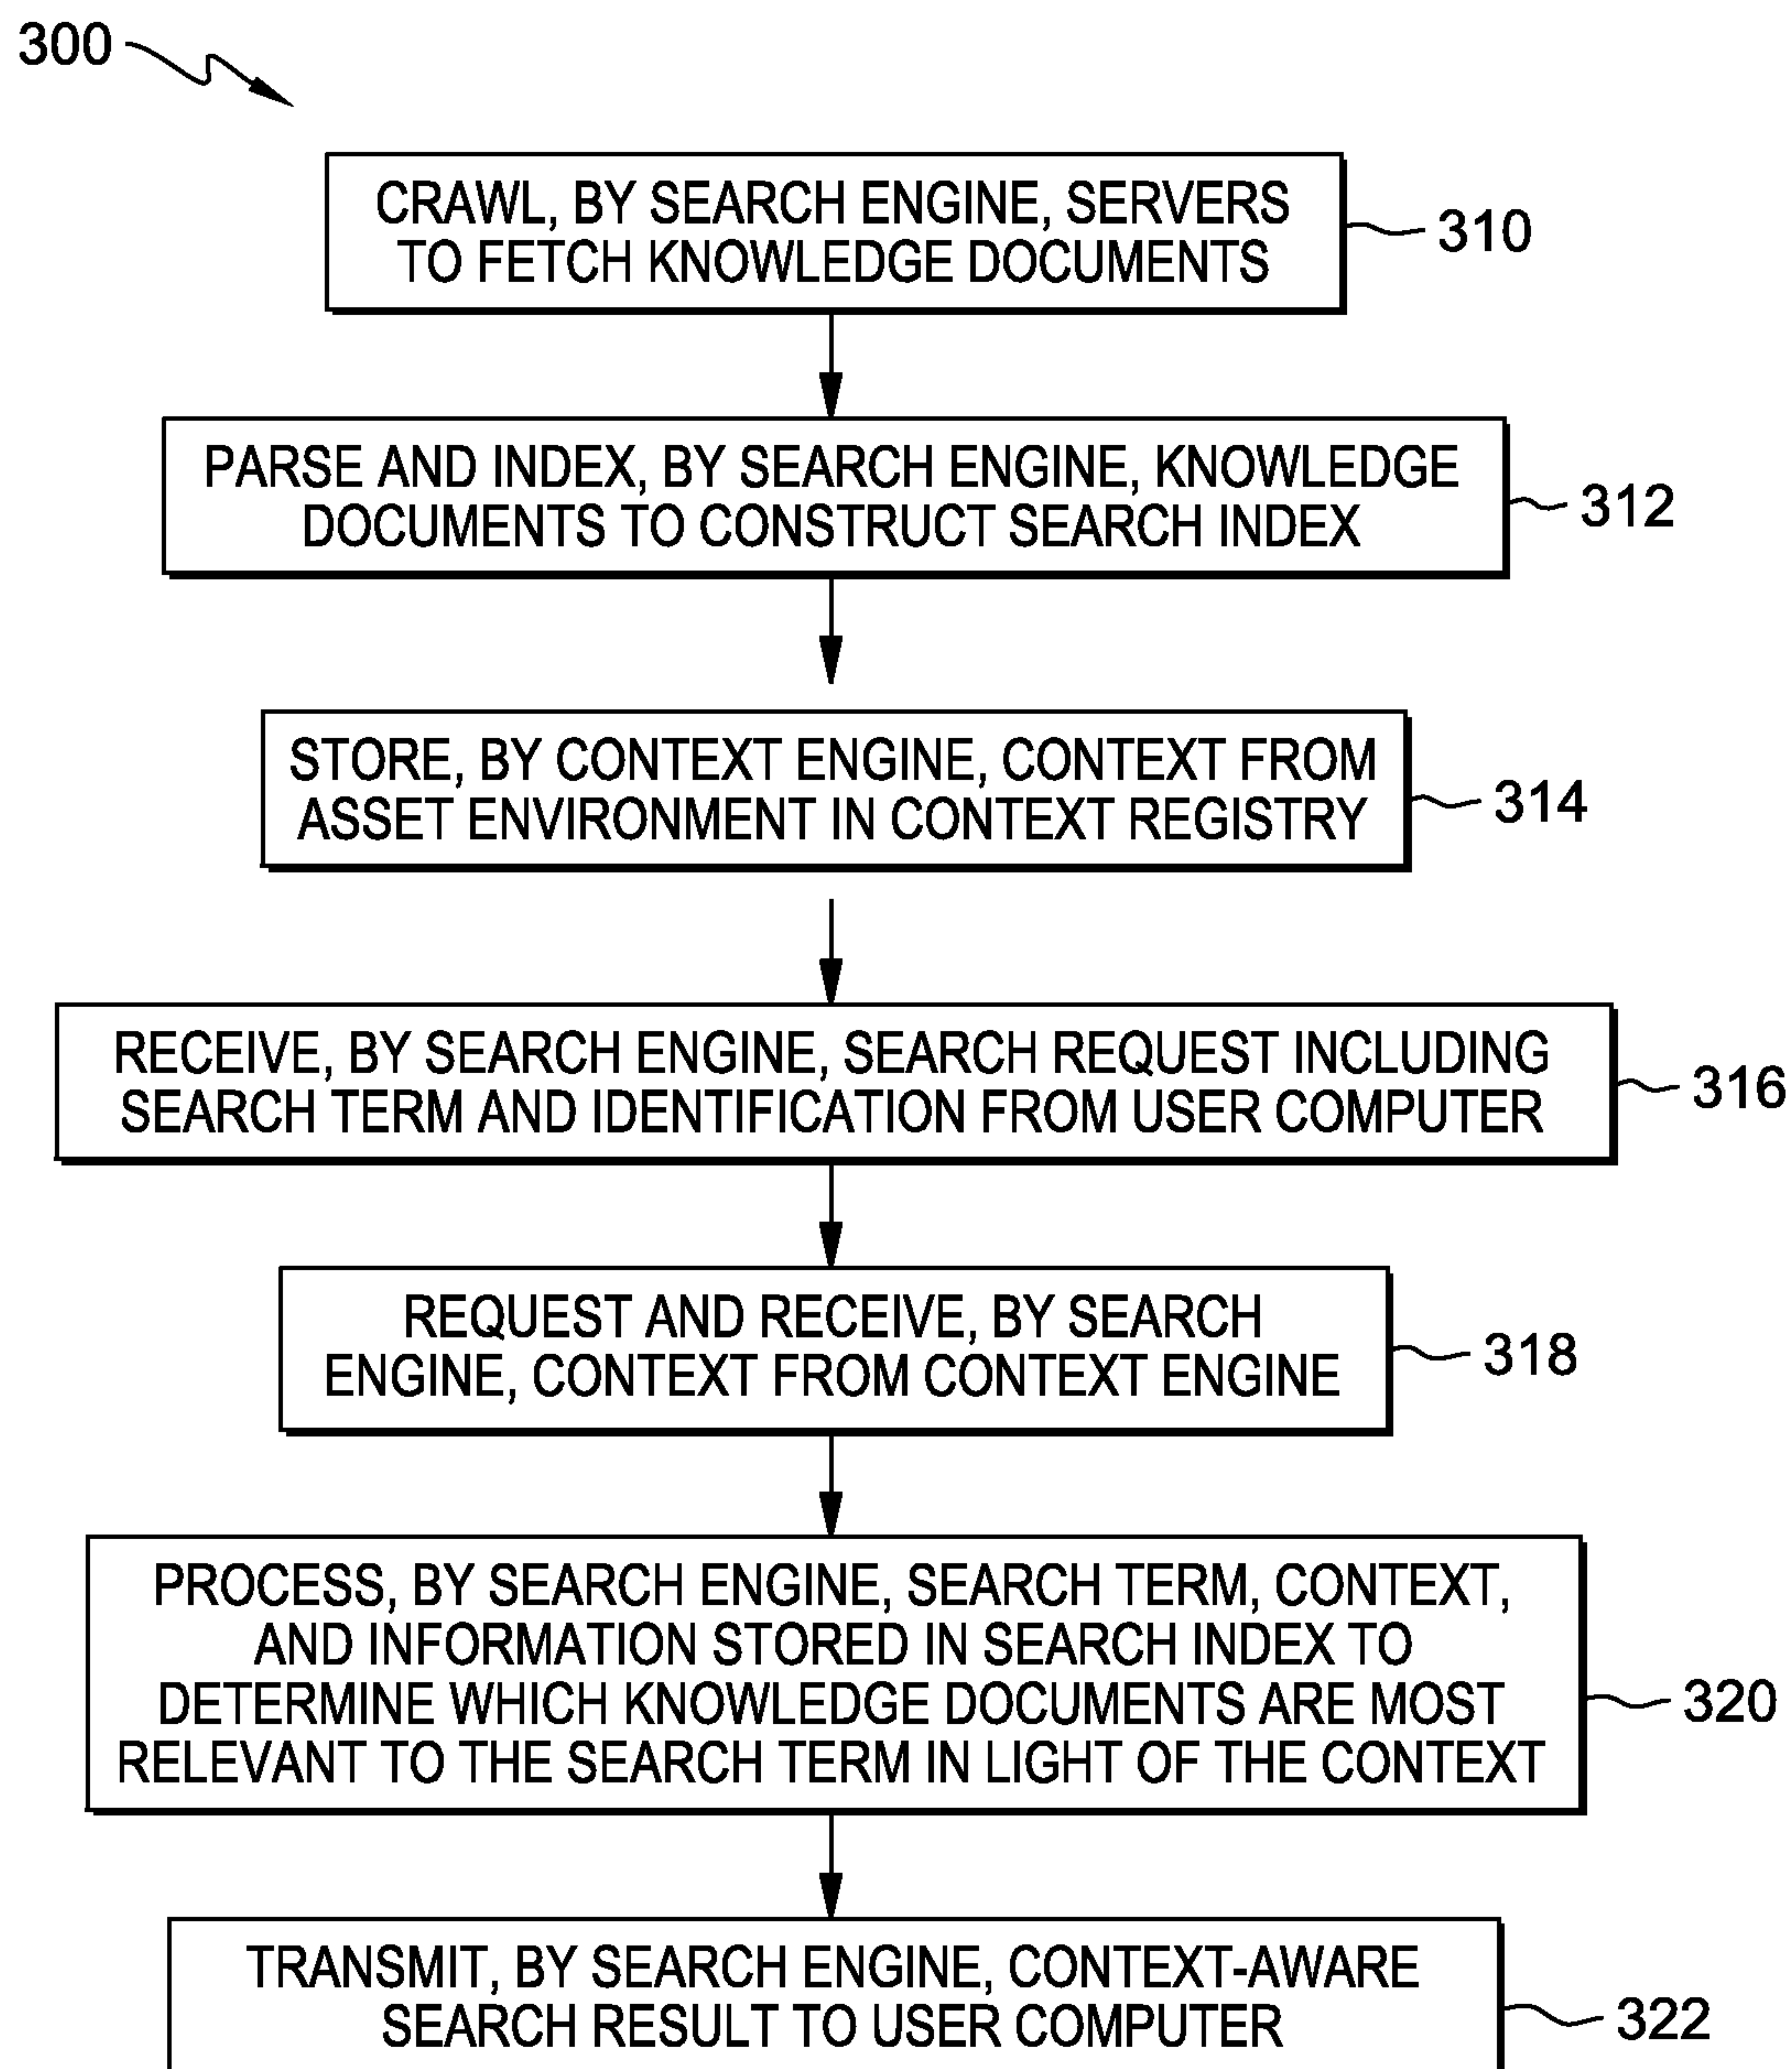 300
CRAWL, BY SEARCH ENGINE, SERVERS
TO FETCH KNOWLEDGE DOCUMENTS
310
PARSE AND INDEX, BY SEARCH ENGINE, KNOWLEDGE
DOCUMENTS TO CONSTRUCT SEARCH INDEX
312
STORE, BY CONTEXT ENGINE, CONTEXT FROM
ASSET ENVIRONMENT IN CONTEXT REGISTRY
314
RECEIVE, BY SEARCH ENGINE, SEARCH REQUEST INCLUDING
SEARCH TERM AND IDENTIFICATION FROM USER COMPUTER
316
REQUEST AND RECEIVE, BY SEARCH
ENGINE, CONTEXT FROM CONTEXT ENGINE
318
PROCESS, BY SEARCH ENGINE, SEARCH TERM, CONTEXT,
AND INFORMATION STORED IN SEARCH INDEX TO
DETERMINE WHICH KNOWLEDGE DOCUMENTS ARE MOST
RELEVANT TO THE SEARCH TERM IN LIGHT OF THE CONTEXT
320
TRANSMIT, BY SEARCH ENGINE, CONTEXT-AWARE
SEARCH RESULT TO USER COMPUTER
322